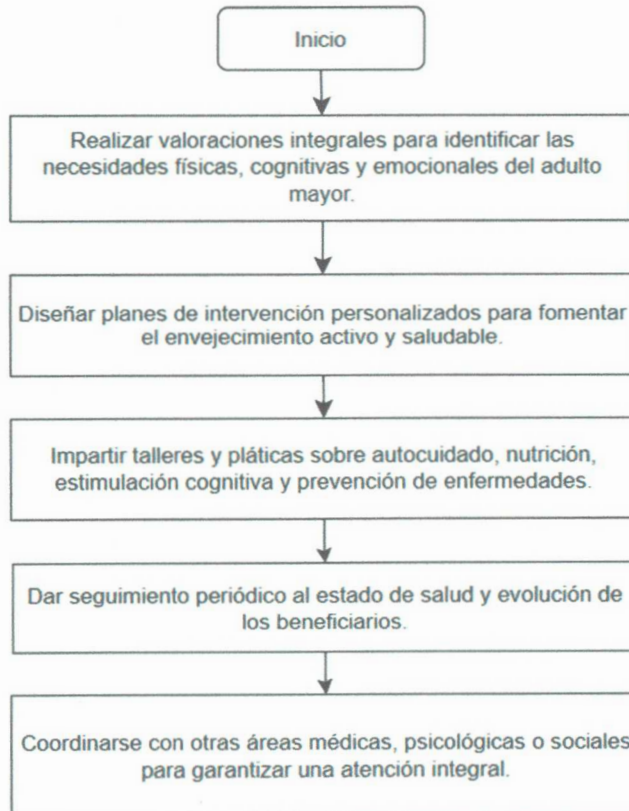 Inicio
Realizar valoraciones integrales para identificar las
necesidades físicas, cognitivas y emocionales del adulto
mayor.
Diseñar planes de intervención personalizados para fomentar
el envejecimiento activo y saludable.
Impartir talleres y pláticas sobre autocuidado, nutrición,
estimulación cognitiva y prevención de enfermedades.
Dar seguimiento periódico al estado de salud y evolución de
los beneficiarios.
Coordinarse con otras áreas médicas, psicológicas o sociales
para garantizar una atención integral.